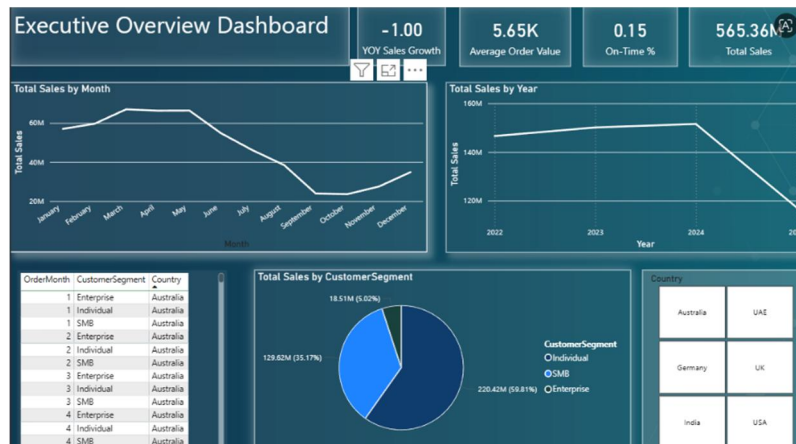 Executive Overview Dashboard
-1.00
YOY Sales Growth
5.65K
Average Order Value
0.15
On-Time %
565.36M
Total Sales
Total Sales by Month
Total Sales
60M
40M
20M
January
February
March
April
May
June
July
August
September
October
November
December
Month
Total Sales by Year
Total Sales
160M
140M
120M
2022
2023
2024
Year
OrderMonth CustomerSegment Country
1 Enterprise Australia
1 Individual Australia
1 SMB Australia
2 Enterprise Australia
2 Individual Australia
2 SMB Australia
3 Enterprise Australia
3 Individual Australia
3 SMB Australia
4 Enterprise Australia
4 Individual Australia
4 SMB Australia
Total Sales by CustomerSegment
18.51M (5.02%)
129.62M (35.17%)
220.42M (59.81%)
CustomerSegment
Individual
SMB
Enterprise
Country
Australia
UAE
Germany
UK
India
USA